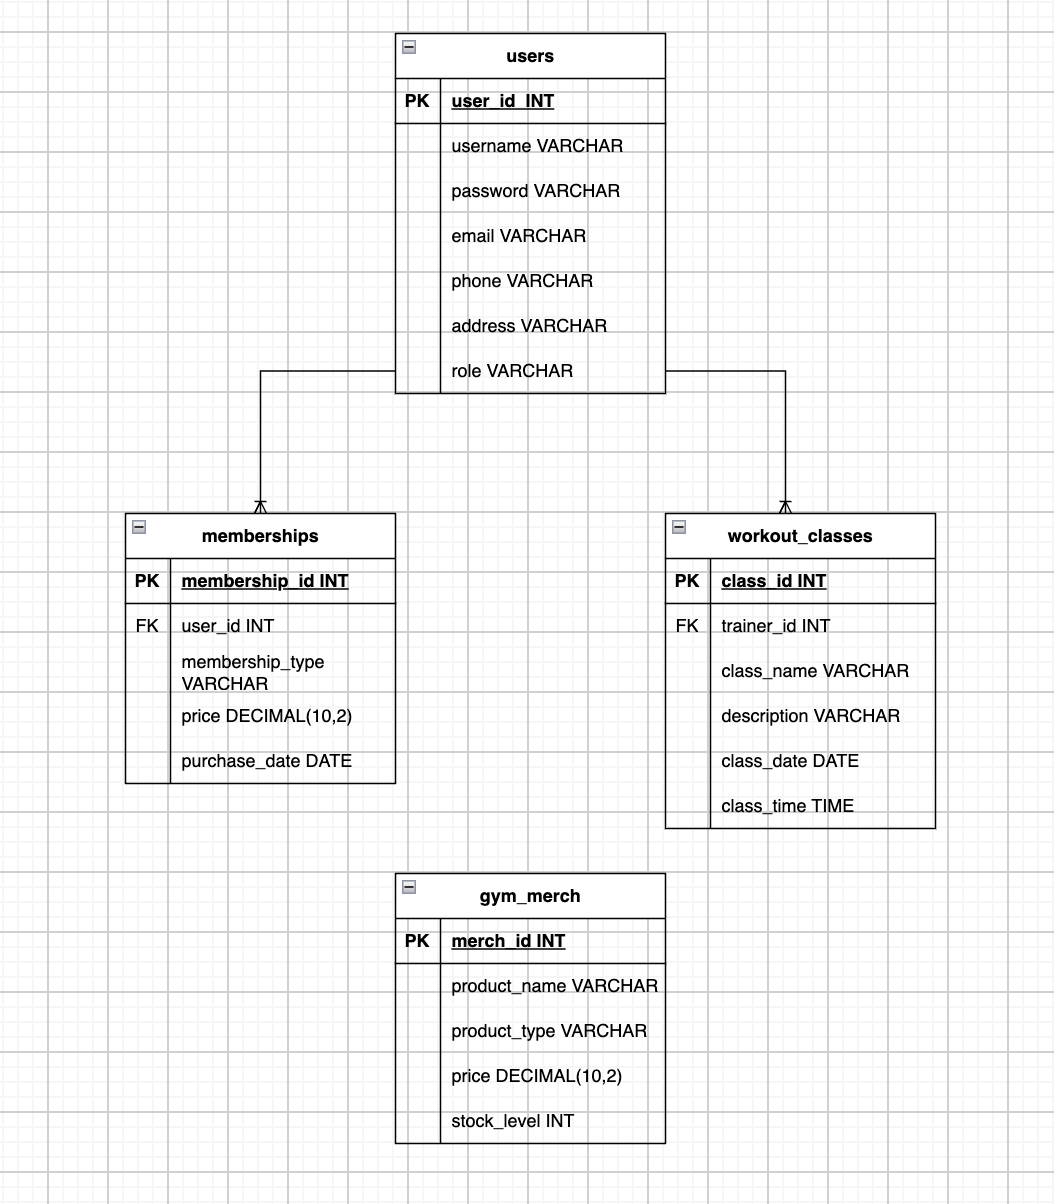 users
PK user_id INT
username VARCHAR
password VARCHAR
email VARCHAR
phone VARCHAR
address VARCHAR
role VARCHAR
memberships
PK membership_id INT
FK user_id INT
membership_type
VARCHAR
price DECIMAL(10,2)
purchase_date DATE
workout_classes
PK class_id INT
FK trainer_id INT
class_name VARCHAR
description VARCHAR
class_date DATE
class_time TIME
gym_merch
PK merch_id INT
product_name VARCHAR
product_type VARCHAR
price DECIMAL(10,2)
stock_level INT